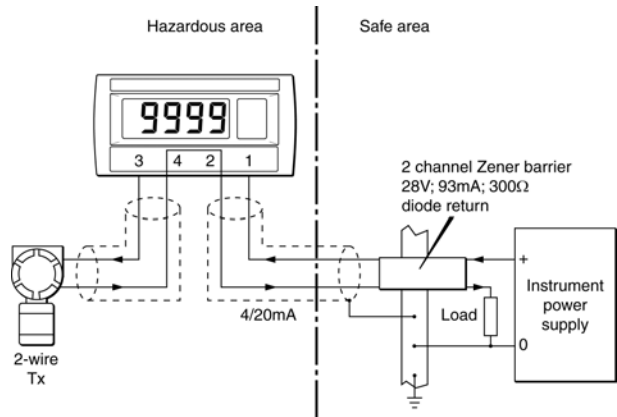 Hazardous area
Safe area
9999
3 4 2 1
2 channel Zener barrier
28V; 93mA; 300Ω
diode return
+
Instrument
power
supply
Load
0
4/20mA
2-wire
Tx